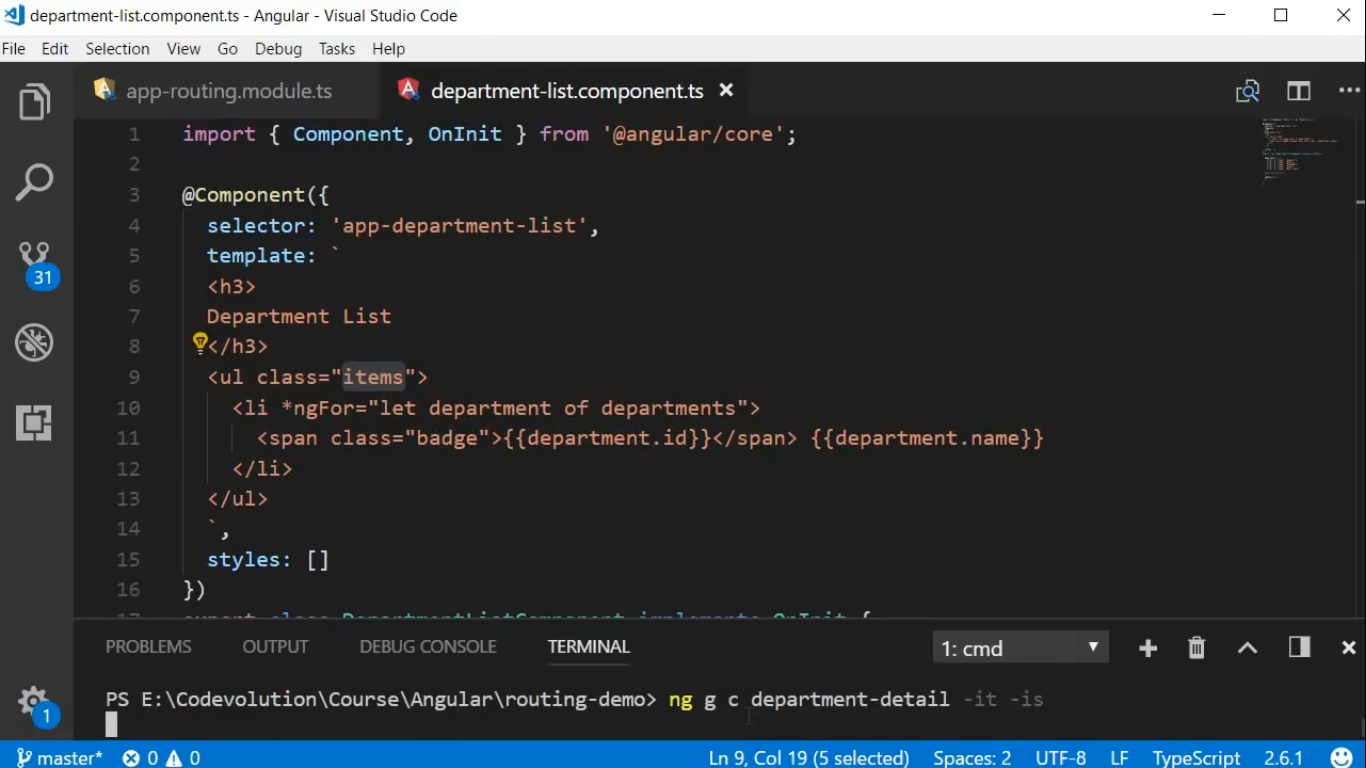 department-list.component.ts - Angular - Visual Studio Code
File Edit Selection View Go Debug Tasks Help
app-routing.module.ts department-list.component.ts
1 import { Component, OnInit } from '@angular/core';
2
3 @Component({
4 selector: 'app-department-list',
5 template: `
6 <h3>
7 Department List
8 </h3>
9 <ul class="items">
10 <li *ngFor="let department of departments">
11 <span class="badge">{{department.id}}</span> {{department.name}}
12 </li>
13 </ul>
14 `,
15 styles: []
16 })
17 export class DepartmentListComponent implements OnInit {
31
PROBLEMS OUTPUT DEBUG CONSOLE TERMINAL 1: cmd
PS E:\Codevolution\Course\Angular\routing-demo> ng g c department-detail -it -is
1
master* 0 0 Ln 9, Col 19 (5 selected) Spaces: 2 UTF-8 LF TypeScript 2.6.1